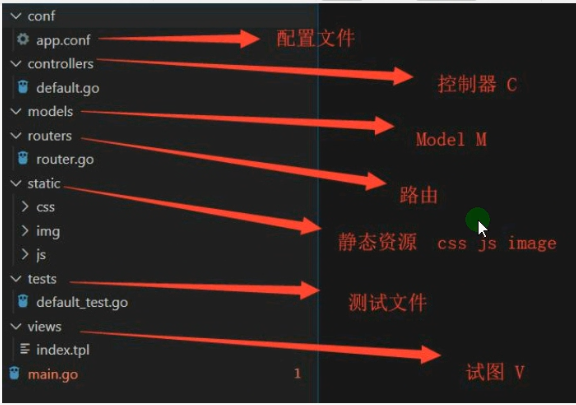 conf
app.conf
配置文件
controllers
控制器 C
default.go
models
Model M
routers
router.go
路由
static
css
静态资源 css js image
img
js
tests
default_test.go
测试文件
views
index.tpl
试图 V
main.go 1